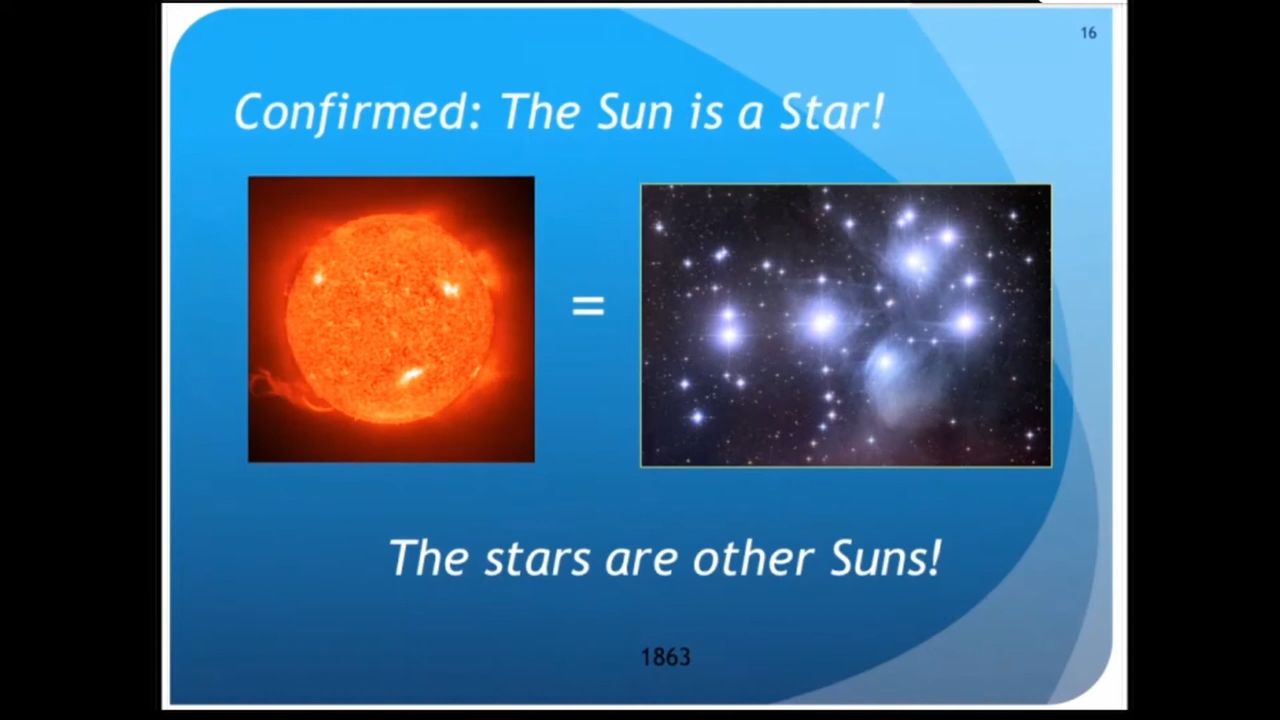 16
Confirmed: The Sun is a Star!
=
The stars are other Suns!
1863